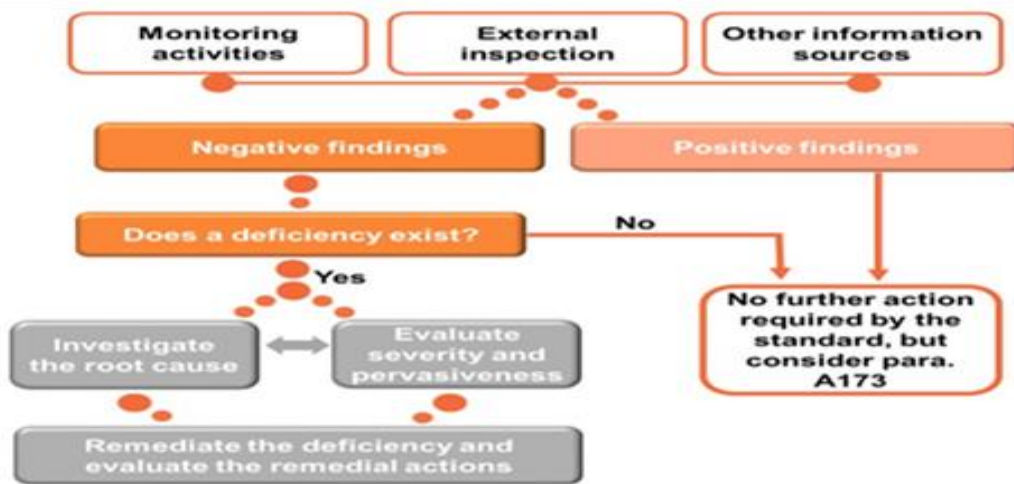 Monitoring
activities
External
inspection
Other information
sources
Negative findings
Positive findings
Does a deficiency exist?
No
Yes
No further action
required by the
standard, but
consider para.
A173
Investigate
the root cause
Evaluate
severity and
pervasiveness
Remediate the deficiency and
evaluate the remedial actions